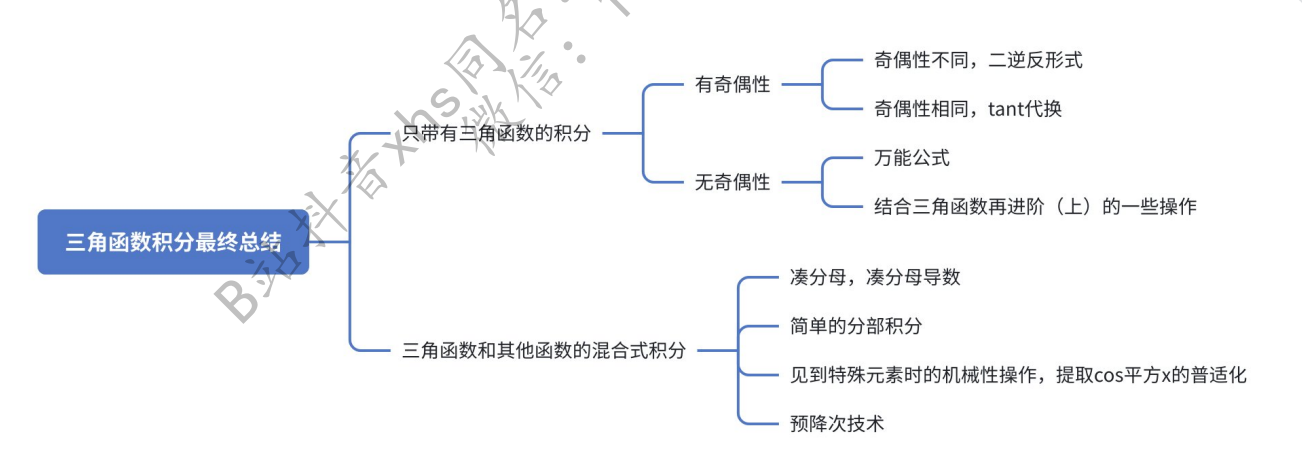 三角函数积分最终总结
只带有三角函数的积分
有奇偶性
奇偶性不同，二逆反形式
奇偶性相同，tant代换
无奇偶性
万能公式
结合三角函数再进阶（上）的一些操作
三角函数和其他函数的混合式积分
凑分母，凑分母导数
简单的分部积分
见到特殊元素时的机械性操作，提取cos平方x的普适化
预降次技术
B站抖音xhs同名：
微信：